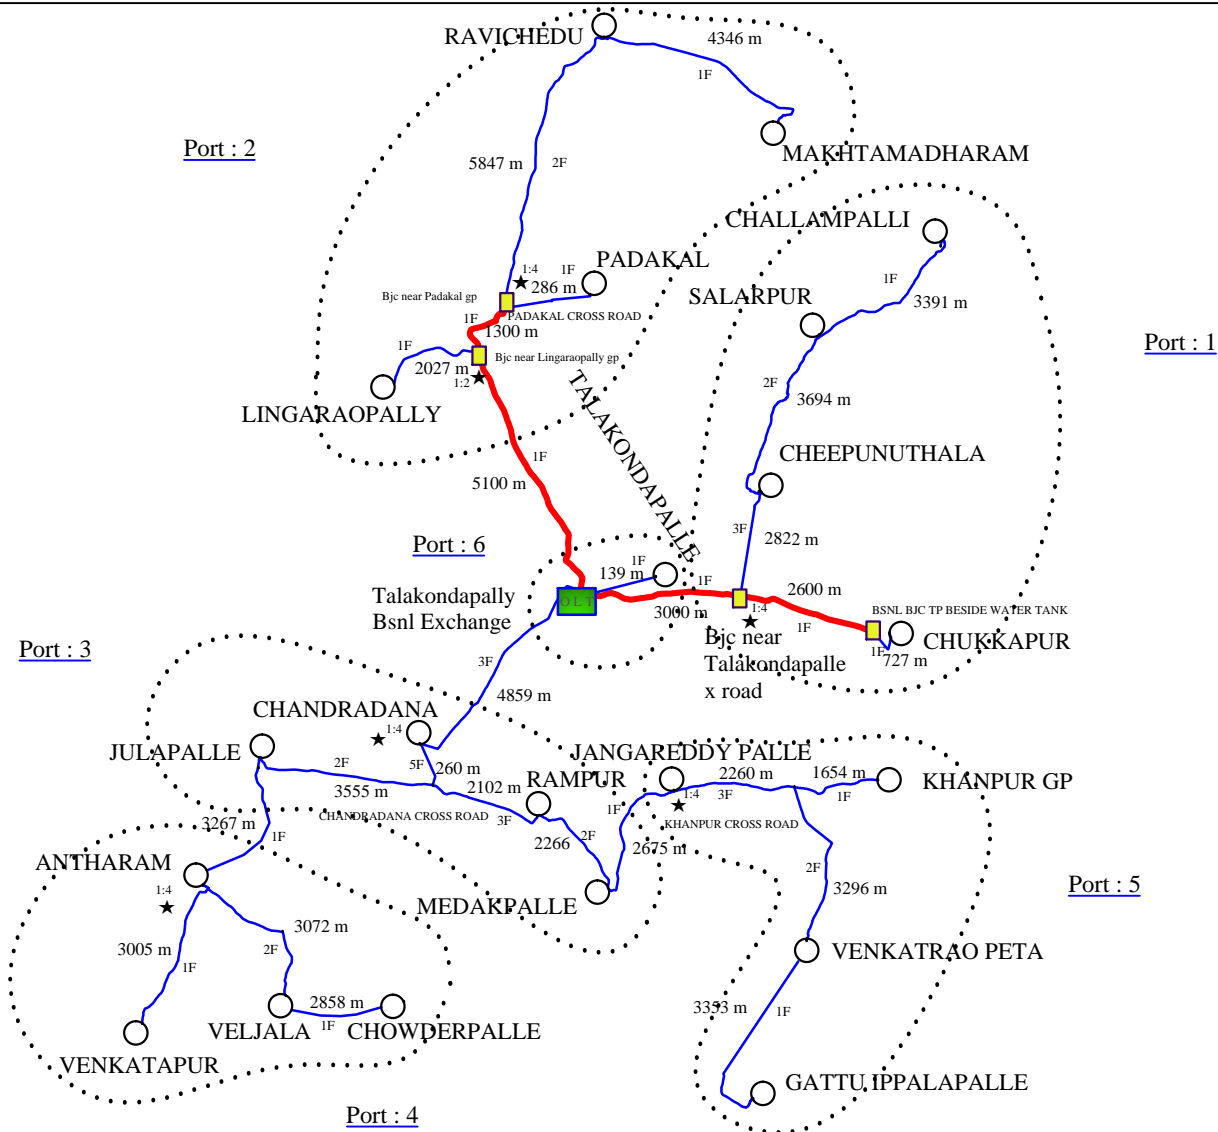 RAVICHEDU
4346 m
1F
Port : 2
5847 m
2F
MAKHTAMADHARAM
CHALLAMPALLI
1F
3391 m
PADAKAL
1:4
1F
286 m
Bjc near Padakal gp
PADAKAL CROSS ROAD
SALARPUR
1F
1300 m
Port : 1
1F
2027 m
Bjc near Lingaraopally gp
1:2
LINGARAOPALLY
TALAKONDAPALLE
2F
3694 m
1F
5100 m
CHEEPUNUTHALA
3F
2822 m
Port : 6
1F
139 m
1F
2600 m
Talakondapally
Bsnl Exchange
O L T
3000 m
1:4
1F
BSNL BJC TP BESIDE WATER TANK
CHUKKAPUR
1F
727 m
Bjc near
Talakondapalle
x road
Port : 3
3F
4859 m
CHANDRADANA
1:4
JULAPALLE
2F
5F
260 m
3555 m
2102 m
CHANDRADANA CROSS ROAD
3F
RAMPUR
JANGAREDDY PALLE
2260 m
1654 m
KHANPUR GP
1:4
3F
1F
KHANPUR CROSS ROAD
1F
2266
2F
2675 m
3267 m
1F
ANTHARAM
1:4
MEDAKPALLE
2F
3296 m
Port : 5
3072 m
3005 m
2F
1F
VENKATRAO PETA
2858 m
1F
VELJALA
CHOWDERPALLE
3353 m
1F
VENKATAPUR
GATTU IPPALAPALLE
Port : 4